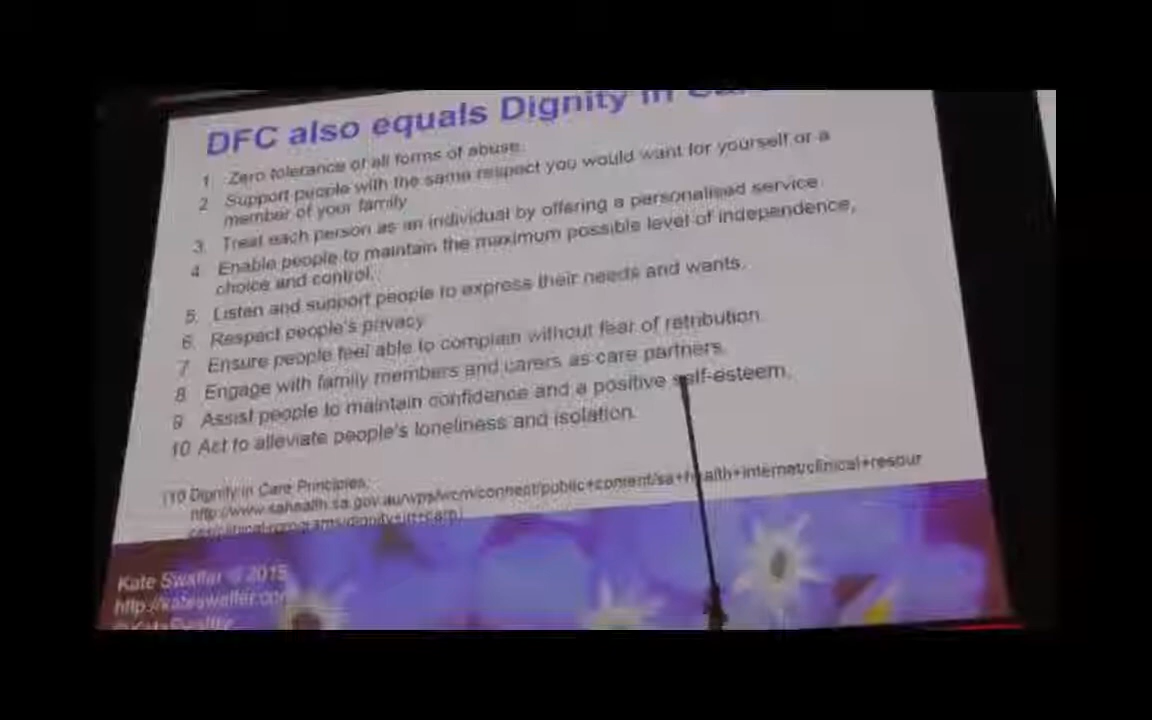 DFC also equals Dignity in
1 Zero tolerance of all forms of abuse.
2 Support people with the same respect you would want for yourself or a
member of your family
3. Treat each person as an individual by offering a personalised service
4 Enable people to maintain the maximum possible level of independence,
choice and control.
5. Listen and support people to express their needs and wants.
6. Respect people's privacy
7 Ensure people feel able to complain without fear of retribution.
8 Engage with family members and carers as care partners.
9 Assist people to maintain confidence and a positive self-esteem.
10 Act to alleviate people's loneliness and isolation.
(10 Dignity in Care Principles,
http://www.sahealth.sa.gov.au/wps/wcm/connect/public+content/sa+health+internet/clinical+resour
Kate Swaffer © 2015
http://kateswaffer.com